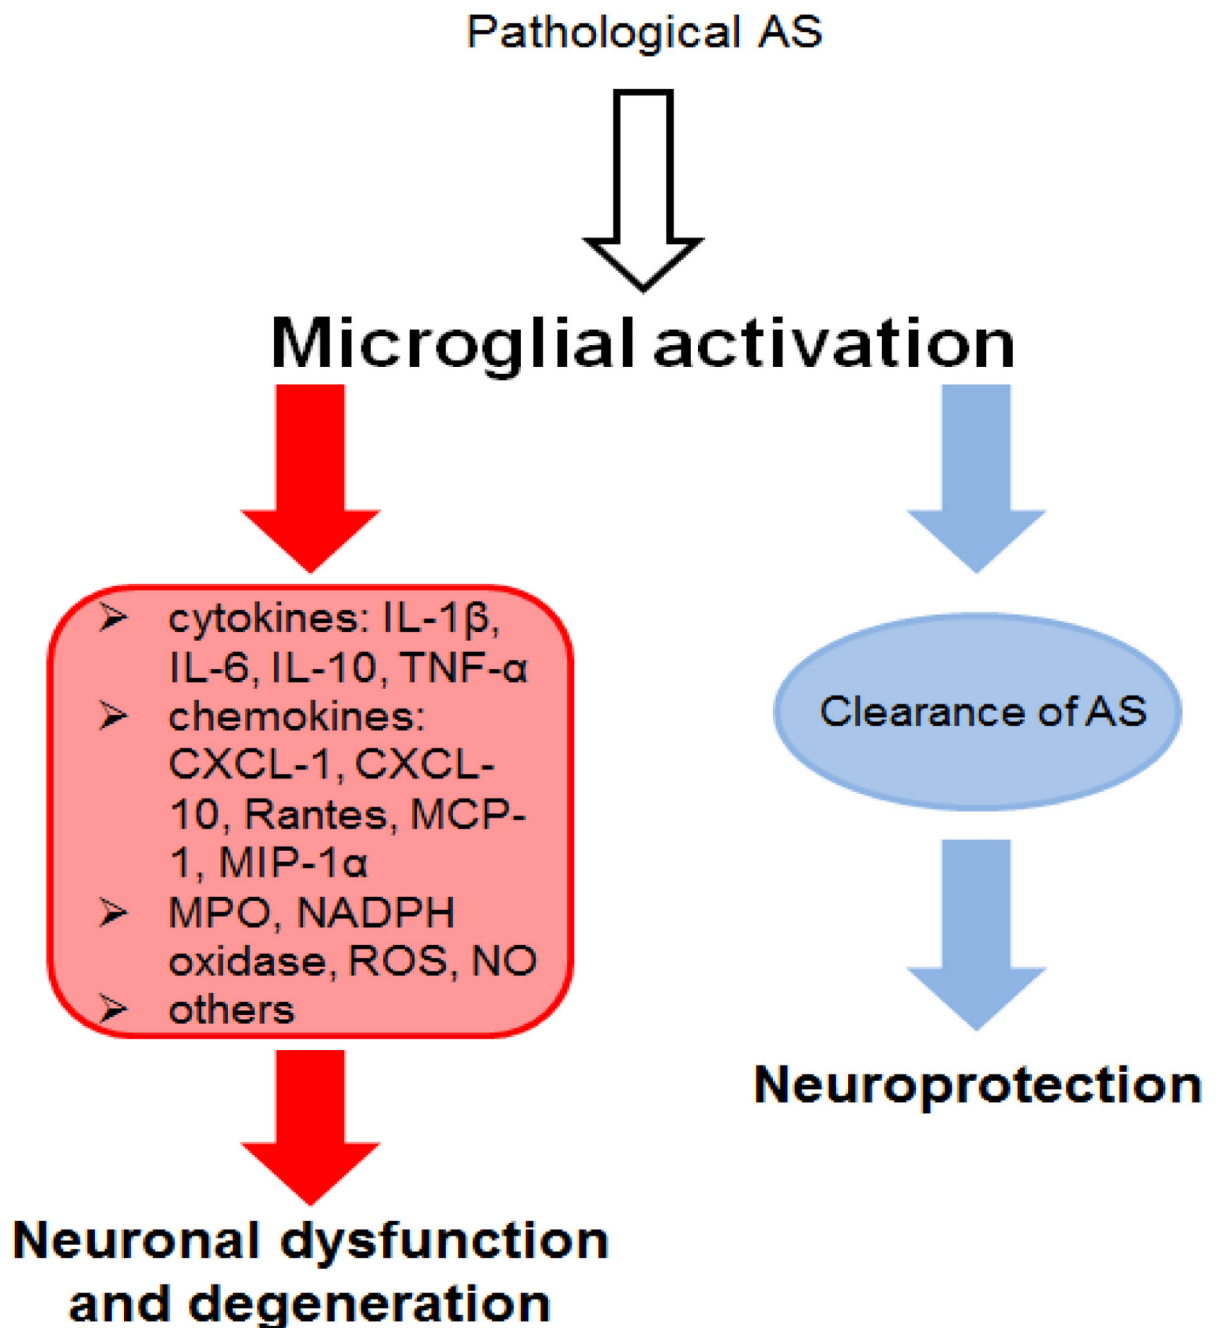 Pathological AS
Microglial activation
➢ cytokines: IL-1β,
IL-6, IL-10, TNF-α
➢ chemokines:
CXCL-1, CXCL-
10, Rantes, MCP-
1, MIP-1α
➢ MPO, NADPH
oxidase, ROS, NO
➢ others
Clearance of AS
Neuroprotection
Neuronal dysfunction
and degeneration